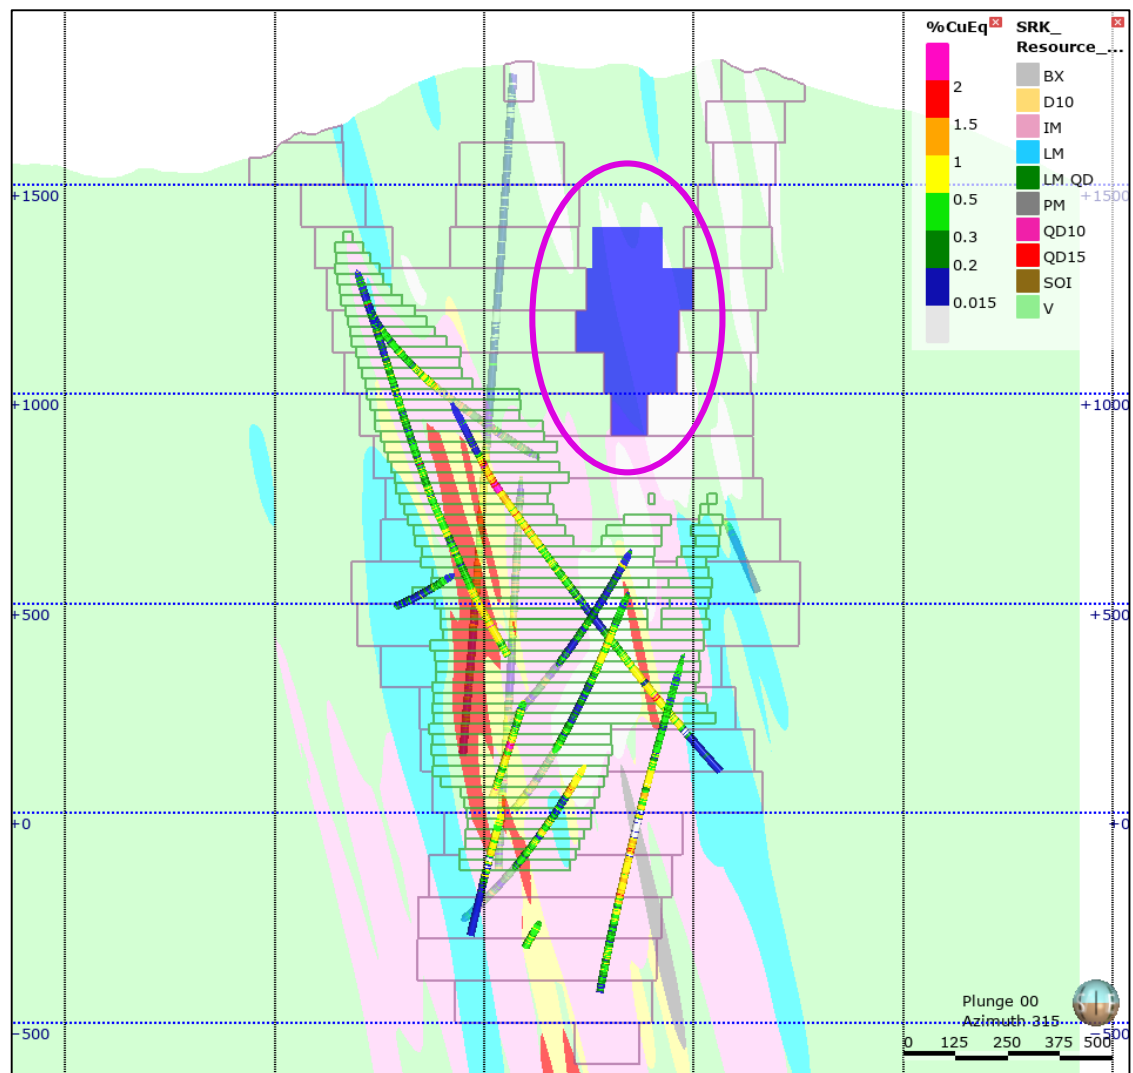 %CuEq
SRK_
Resource_...
2
1.5
1
0.5
0.3
0.2
0.015
BX
D10
IM
LM
LM QD
PM
QD10
QD15
SOI
V
+1500
+1500
+1000
+1000
+500
+500
+0
+0
-500
-500
Plunge 00
Azimuth 315
0 125 250 375 500